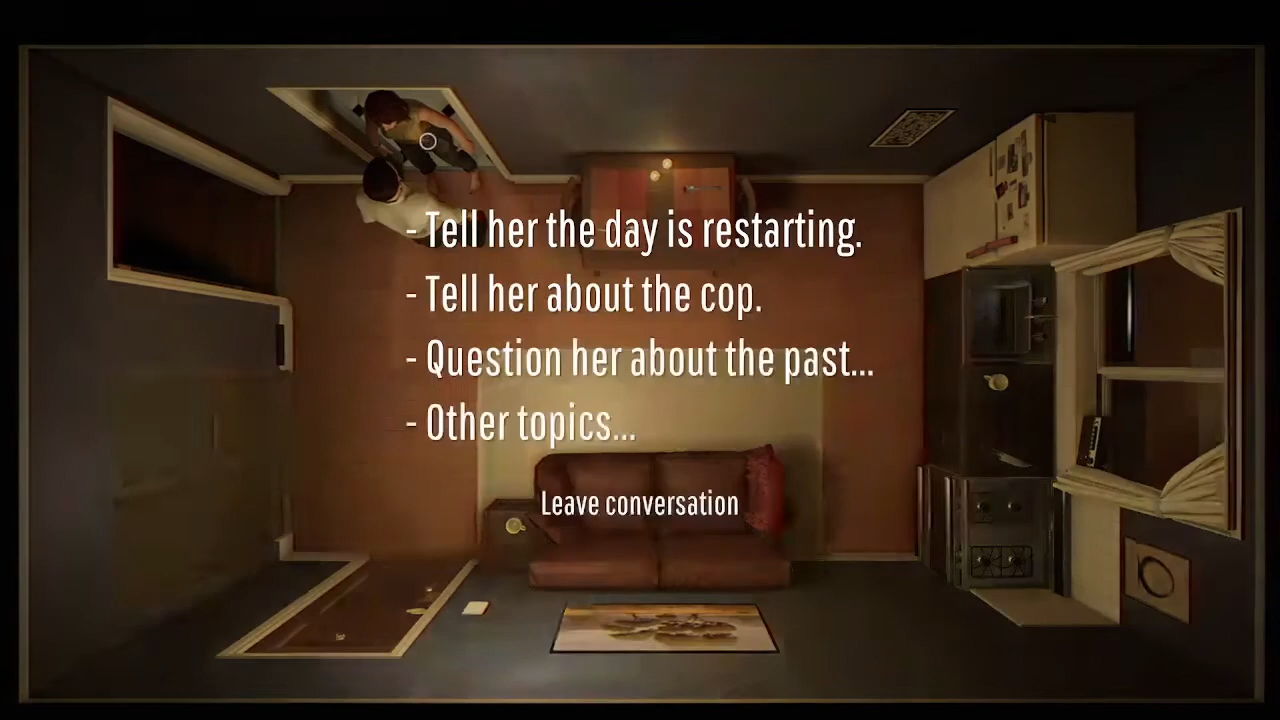 - Tell her the day is restarting.
- Tell her about the cop.
- Question her about the past...
- Other topics...
Leave conversation